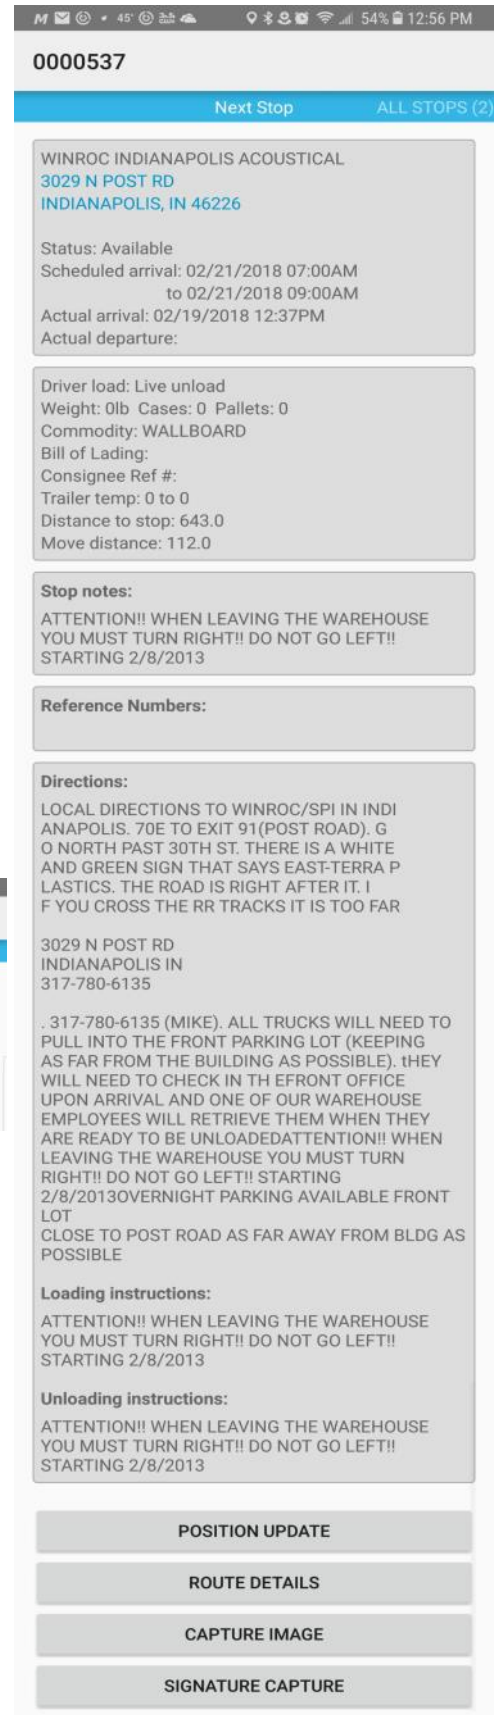 45° 54% 12:56 PM
0000537
Next Stop ALL STOPS (2)
WINROC INDIANAPOLIS ACOUSTICAL
3029 N POST RD
INDIANAPOLIS, IN 46226
Status: Available
Scheduled arrival: 02/21/2018 07:00AM
to 02/21/2018 09:00AM
Actual arrival: 02/19/2018 12:37PM
Actual departure:
Driver load: Live unload
Weight: 0lb Cases: 0 Pallets: 0
Commodity: WALLBOARD
Bill of Lading:
Consignee Ref #:
Trailer temp: 0 to 0
Distance to stop: 643.0
Move distance: 112.0
Stop notes:
ATTENTION!! WHEN LEAVING THE WAREHOUSE
YOU MUST TURN RIGHT!! DO NOT GO LEFT!!
STARTING 2/8/2013
Reference Numbers:
Directions:
LOCAL DIRECTIONS TO WINROC/SPI IN INDI
ANAPOLIS. 70E TO EXIT 91(POST ROAD). G
O NORTH PAST 30TH ST. THERE IS A WHITE
AND GREEN SIGN THAT SAYS EAST-TERRA P
LASTICS. THE ROAD IS RIGHT AFTER IT. I
F YOU CROSS THE RR TRACKS IT IS TOO FAR
3029 N POST RD
INDIANAPOLIS IN
317-780-6135
. 317-780-6135 (MIKE). ALL TRUCKS WILL NEED TO
PULL INTO THE FRONT PARKING LOT (KEEPING
AS FAR FROM THE BUILDING AS POSSIBLE). tHEY
WILL NEED TO CHECK IN TH EFRONT OFFICE
UPON ARRIVAL AND ONE OF OUR WAREHOUSE
EMPLOYEES WILL RETRIEVE THEM WHEN THEY
ARE READY TO BE UNLOADEDATTENTION!! WHEN
LEAVING THE WAREHOUSE YOU MUST TURN
RIGHT!! DO NOT GO LEFT!! STARTING
2/8/2013OVERNIGHT PARKING AVAILABLE FRONT
LOT
CLOSE TO POST ROAD AS FAR AWAY FROM BLDG AS
POSSIBLE
Loading instructions:
ATTENTION!! WHEN LEAVING THE WAREHOUSE
YOU MUST TURN RIGHT!! DO NOT GO LEFT!!
STARTING 2/8/2013
Unloading instructions:
ATTENTION!! WHEN LEAVING THE WAREHOUSE
YOU MUST TURN RIGHT!! DO NOT GO LEFT!!
STARTING 2/8/2013
POSITION UPDATE
ROUTE DETAILS
CAPTURE IMAGE
SIGNATURE CAPTURE